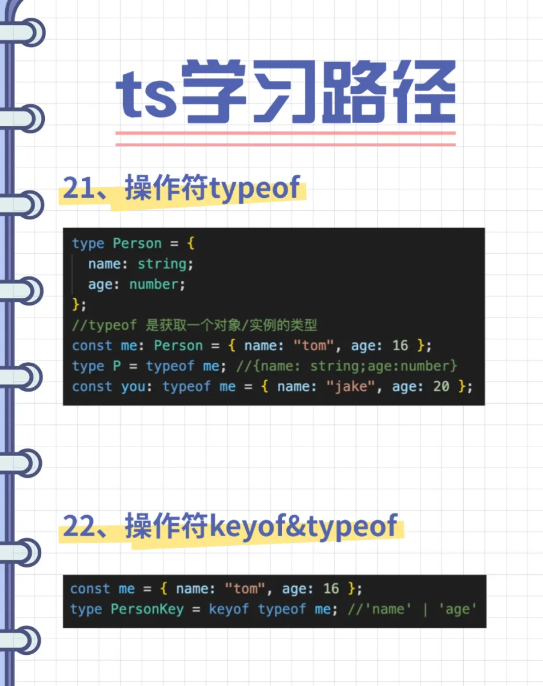 ts学习路径
21、操作符typeof
type Person = {
  name: string;
  age: number;
};
//typeof 是获取一个对象/实例的类型
const me: Person = { name: "tom", age: 16 };
type P = typeof me; //{name: string;age:number}
const you: typeof me = { name: "jake", age: 20 };
22、操作符keyof&typeof
const me = { name: "tom", age: 16 };
type PersonKey = keyof typeof me; //'name' | 'age'